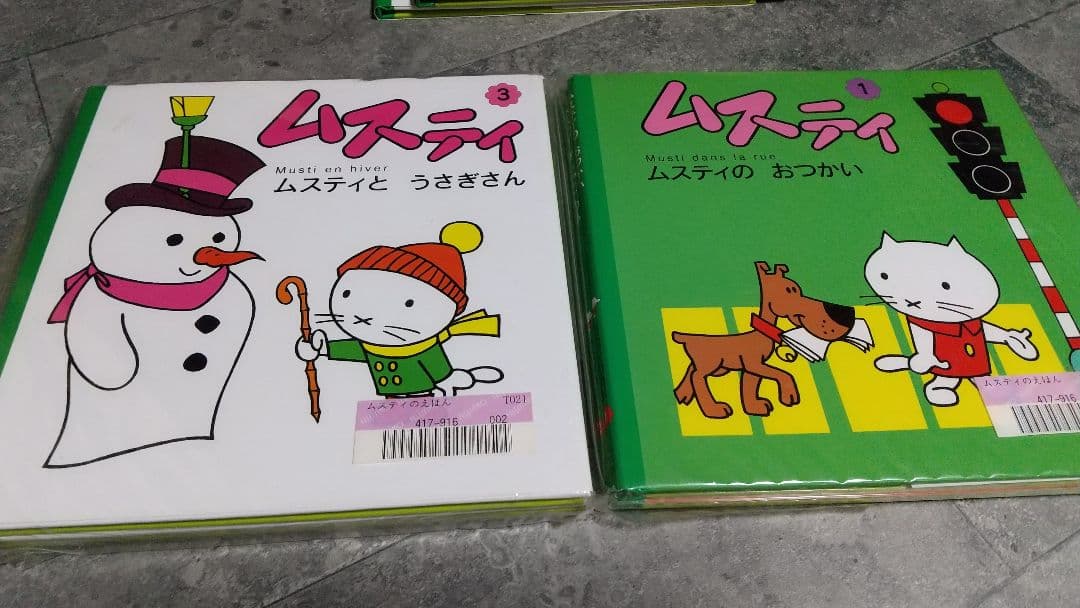 3
ムスティ
Musti en hiver
ムスティと うさぎさん
ムスティのえほん T021
417-916 002
1
ムスティ
Musti dans la rue
ムスティの おつかい
ムスティのえほん
417-916